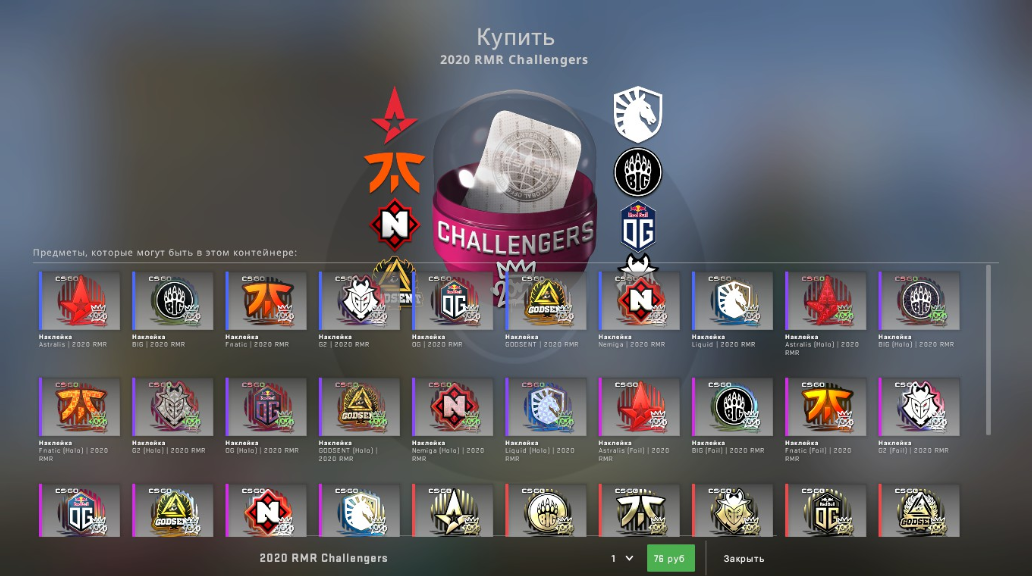 Купить
2020 RMR Challengers
BIG
Red Bull
OG
N
CHALLENGERS
Предметы, которые могут быть в этом контейнере:
Наклейка
Astralis | 2020 RMR
Наклейка
BIG | 2020 RMR
Наклейка
Fnatic | 2020 RMR
Наклейка
G2 | 2020 RMR
Наклейка
OG | 2020 RMR
Наклейка
GODSENT | 2020 RMR
Наклейка
Nemiga | 2020 RMR
Наклейка
Liquid | 2020 RMR
Наклейка
Astralis (Holo) | 2020
RMR
Наклейка
BIG (Holo) | 2020 RMR
Наклейка
Fnatic (Holo) | 2020
RMR
Наклейка
G2 (Holo) | 2020 RMR
Наклейка
OG (Holo) | 2020 RMR
Наклейка
GODSENT (Holo) |
2020 RMR
Наклейка
Nemiga (Holo) | 2020
RMR
Наклейка
Liquid (Holo) | 2020
RMR
Наклейка
Astralis (Foil) | 2020
RMR
Наклейка
BIG (Foil) | 2020 RMR
Наклейка
Fnatic (Foil) | 2020
RMR
Наклейка
G2 (Foil) | 2020 RMR
2020 RMR Challengers
1
76 руб
Закрыть